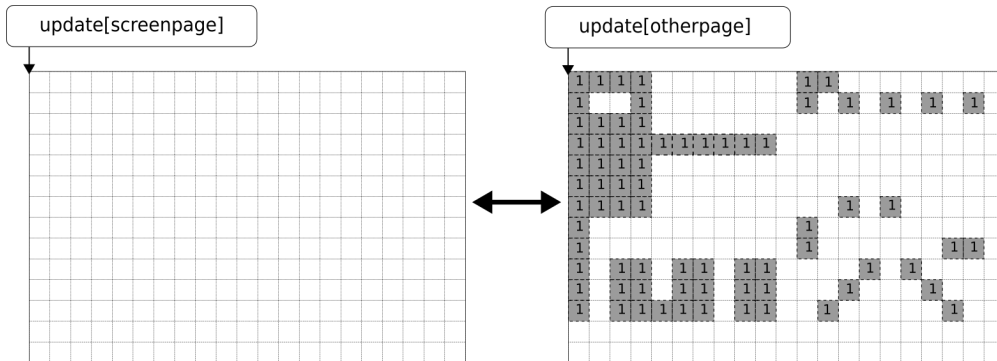 update[screenpage]
update[otherpage]
1 1 1 1 1 1
1 1 1 1 1 1 1
1 1 1 1
1 1 1 1 1 1 1 1 1 1
1 1 1 1
1 1 1 1
1 1 1 1 1 1
1 1
1 1 1 1
1 1 1 1 1 1 1 1 1
1 1 1 1 1 1 1 1 1
1 1 1 1 1 1 1 1 1 1